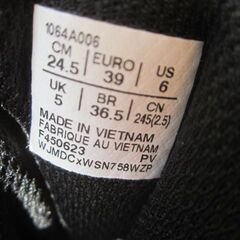 1064A006
CM EURO US
24.5 39 6
UK BR CN
5 36.5 245(2.5)
MADE IN VIETNAM
FABRIQUE AU VIETNAM
F450623 PV
WJMDCxWSN758WZP